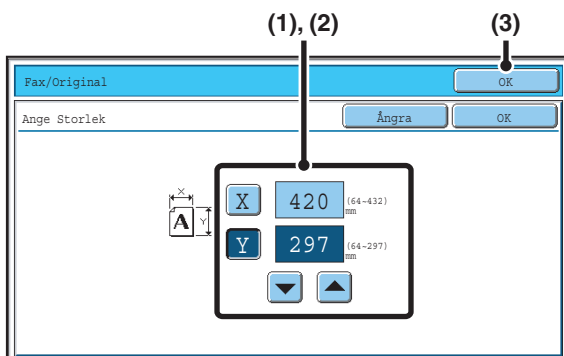 (1), (2) (3)
Fax/Original OK
Ange Storlek Ångra OK
X X 420 (64~432)
mm
A Y Y 297 (64~297)
mm